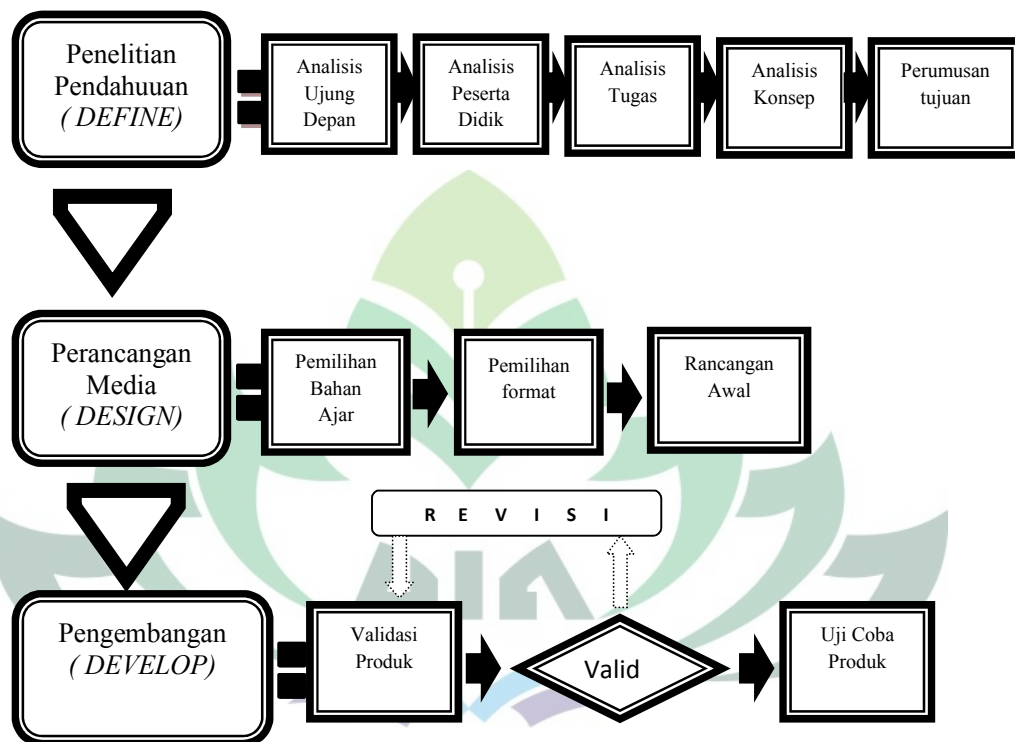 Penelitian
Pendahuuan
( DEFINE)
Analisis
Ujung
Depan
Analisis
Peserta
Didik
Analisis
Tugas
Analisis
Konsep
Perumusan
tujuan
Perancangan
Media
( DESIGN)
Pemilihan
Bahan
Ajar
Pemilihan
format
Rancangan
Awal
R E V I S I
Pengembangan
( DEVELOP)
Validasi
Produk
Valid
Uji Coba
Produk